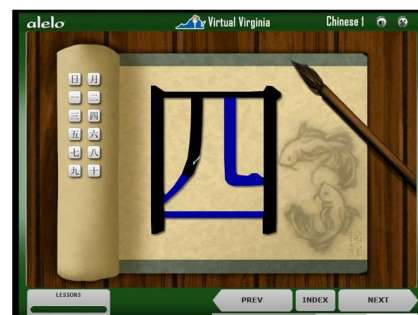 alelo
Virtual Virginia
Chinese 1
日 月
一 二
三 四
五 六
七 八
九 十
四
LESSONS
PREV
INDEX
NEXT